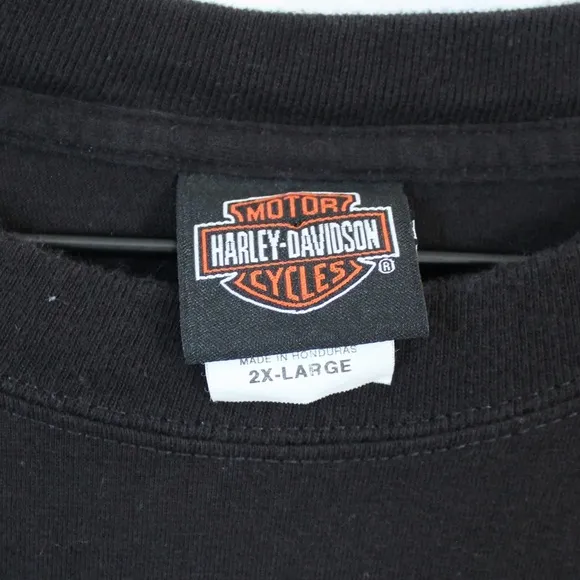 MOTOR
HARLEY-DAVIDSON
CYCLES
®
MADE IN HONDURAS
2X-LARGE